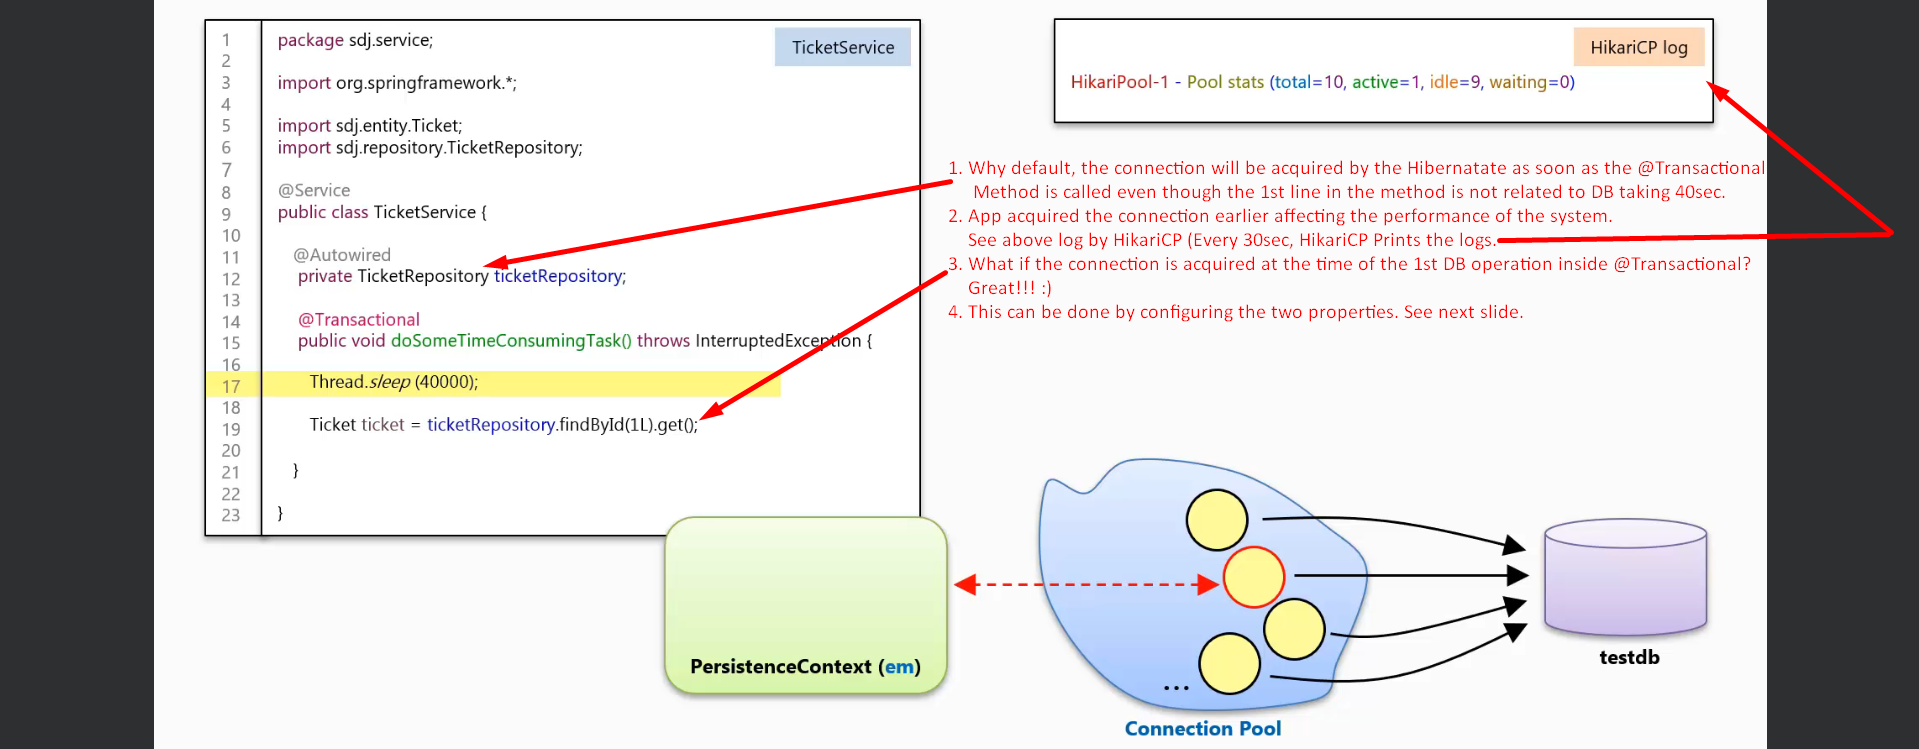 1 package sdj.service;
TicketService
2
3 import org.springframework.*;
4
5 import sdj.entity.Ticket;
6 import sdj.repository.TicketRepository;
7
8 @Service
9 public class TicketService {
10
11 @Autowired
12 private TicketRepository ticketRepository;
13
14 @Transactional
15 public void doSomeTimeConsumingTask() throws InterruptedException {
16
17 Thread.sleep (40000);
18
19 Ticket ticket = ticketRepository.findById(1L).get();
20
21 }
22
23 }
HikariCP log
HikariPool-1 - Pool stats (total=10, active=1, idle=9, waiting=0)
1. Why default, the connection will be acquired by the Hibernatate as soon as the @Transactional
Method is called even though the 1st line in the method is not related to DB taking 40sec.
2. App acquired the connection earlier affecting the performance of the system.
See above log by HikariCP (Every 30sec, HikariCP Prints the logs.
3. What if the connection is acquired at the time of the 1st DB operation inside @Transactional?
Great!!! :)
4. This can be done by configuring the two properties. See next slide.
PersistenceContext (em)
...
Connection Pool
testdb